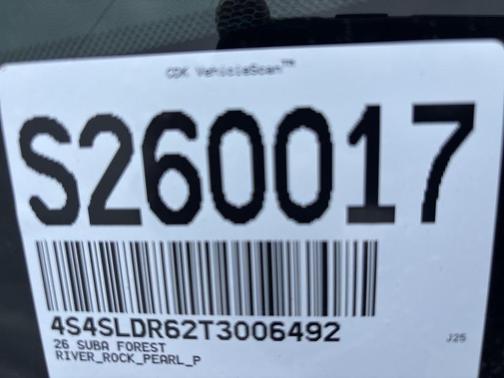 CDK VehicleScan™
S260017
4S4SLDR62T3006492
26 SUBA FOREST
RIVER_ROCK_PEARL_P
J25